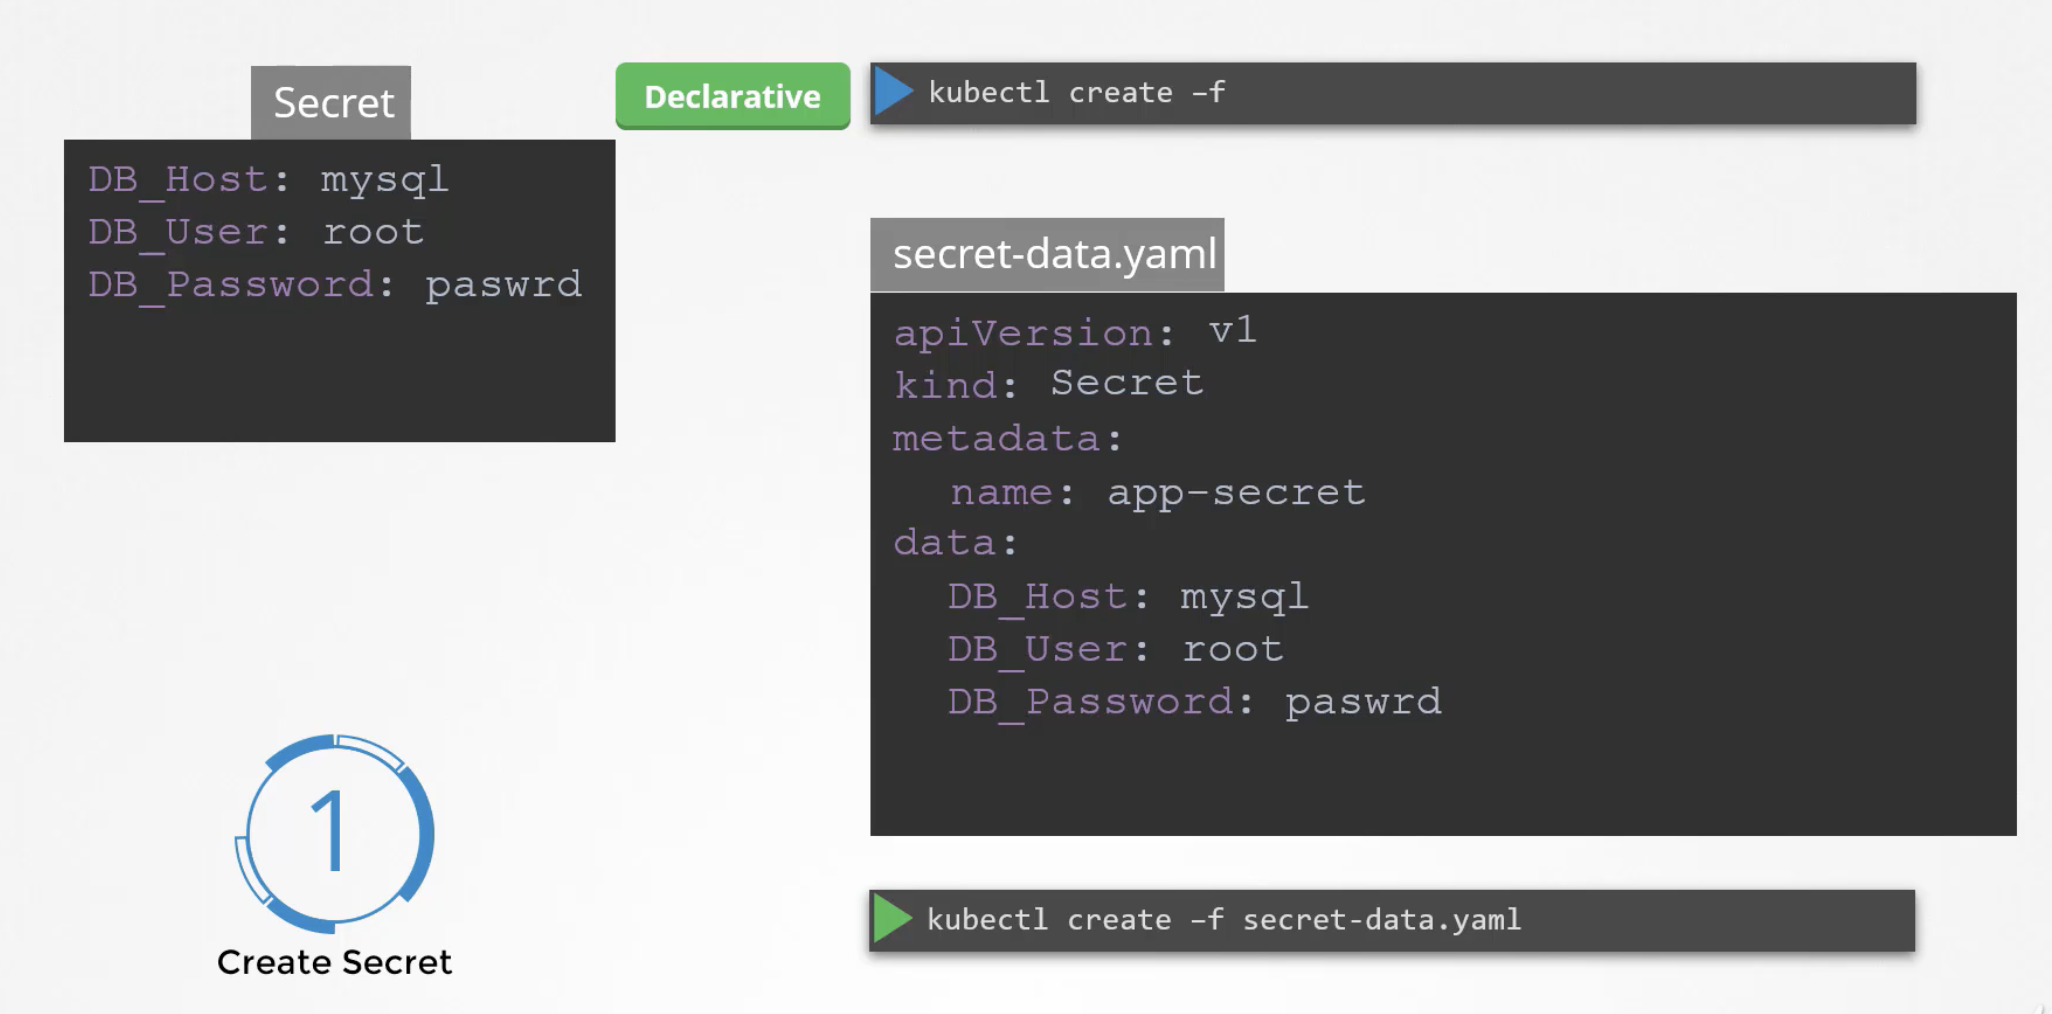 Secret
DB_Host: mysql
DB_User: root
DB_Password: paswrd
Declarative
kubectl create –f
secret-data.yaml
apiVersion: v1
kind: Secret
metadata:
name: app-secret
data:
DB_Host: mysql
DB_User: root
DB_Password: paswrd
1
Create Secret
kubectl create –f secret-data.yaml